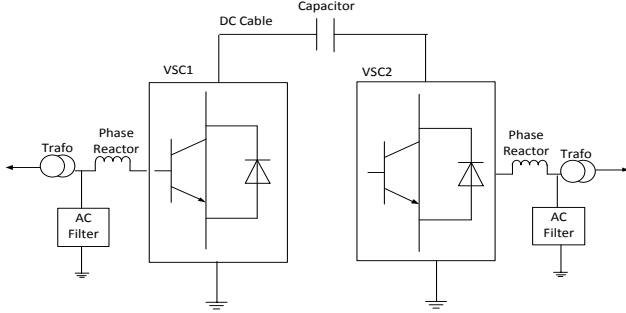 Capacitor
DC Cable
VSC1
VSC2
Phase
Reactor
Trafo
Phase
Reactor
Trafo
AC
Filter
AC
Filter